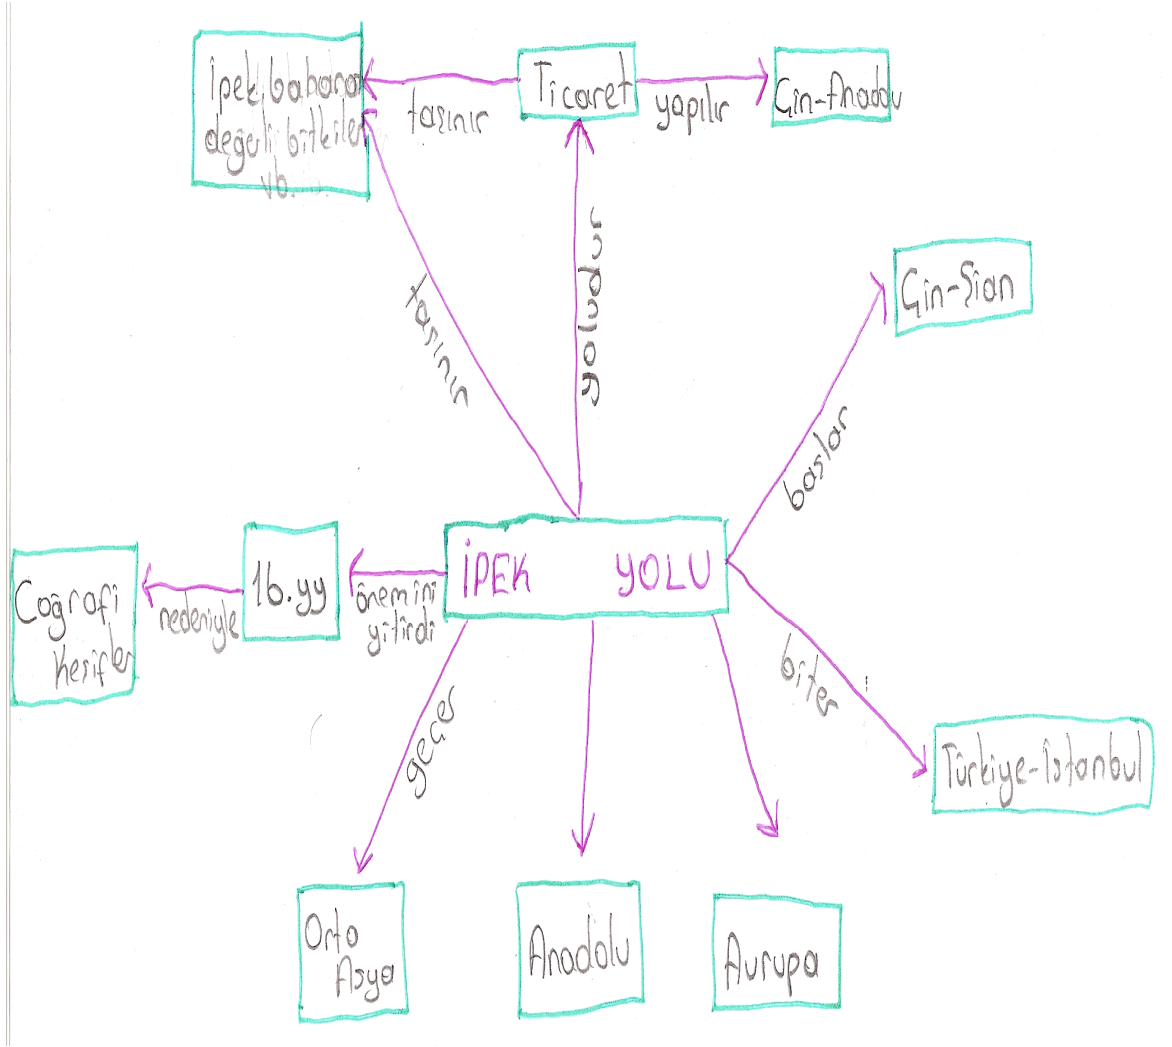 İpek, baharat
değerli bitkiler
vb.
taşınır
Ticaret
yapılır
Çin-Anadolu
taşınır
yoludur
Çin-Şian
başlar
İPEK YOLU
önemini
yitirdi
16.yy
nedeniyle
Coğrafi
Keşifler
biter
Türkiye-İstanbul
geçer
Orta
Asya
Anadolu
Avrupa